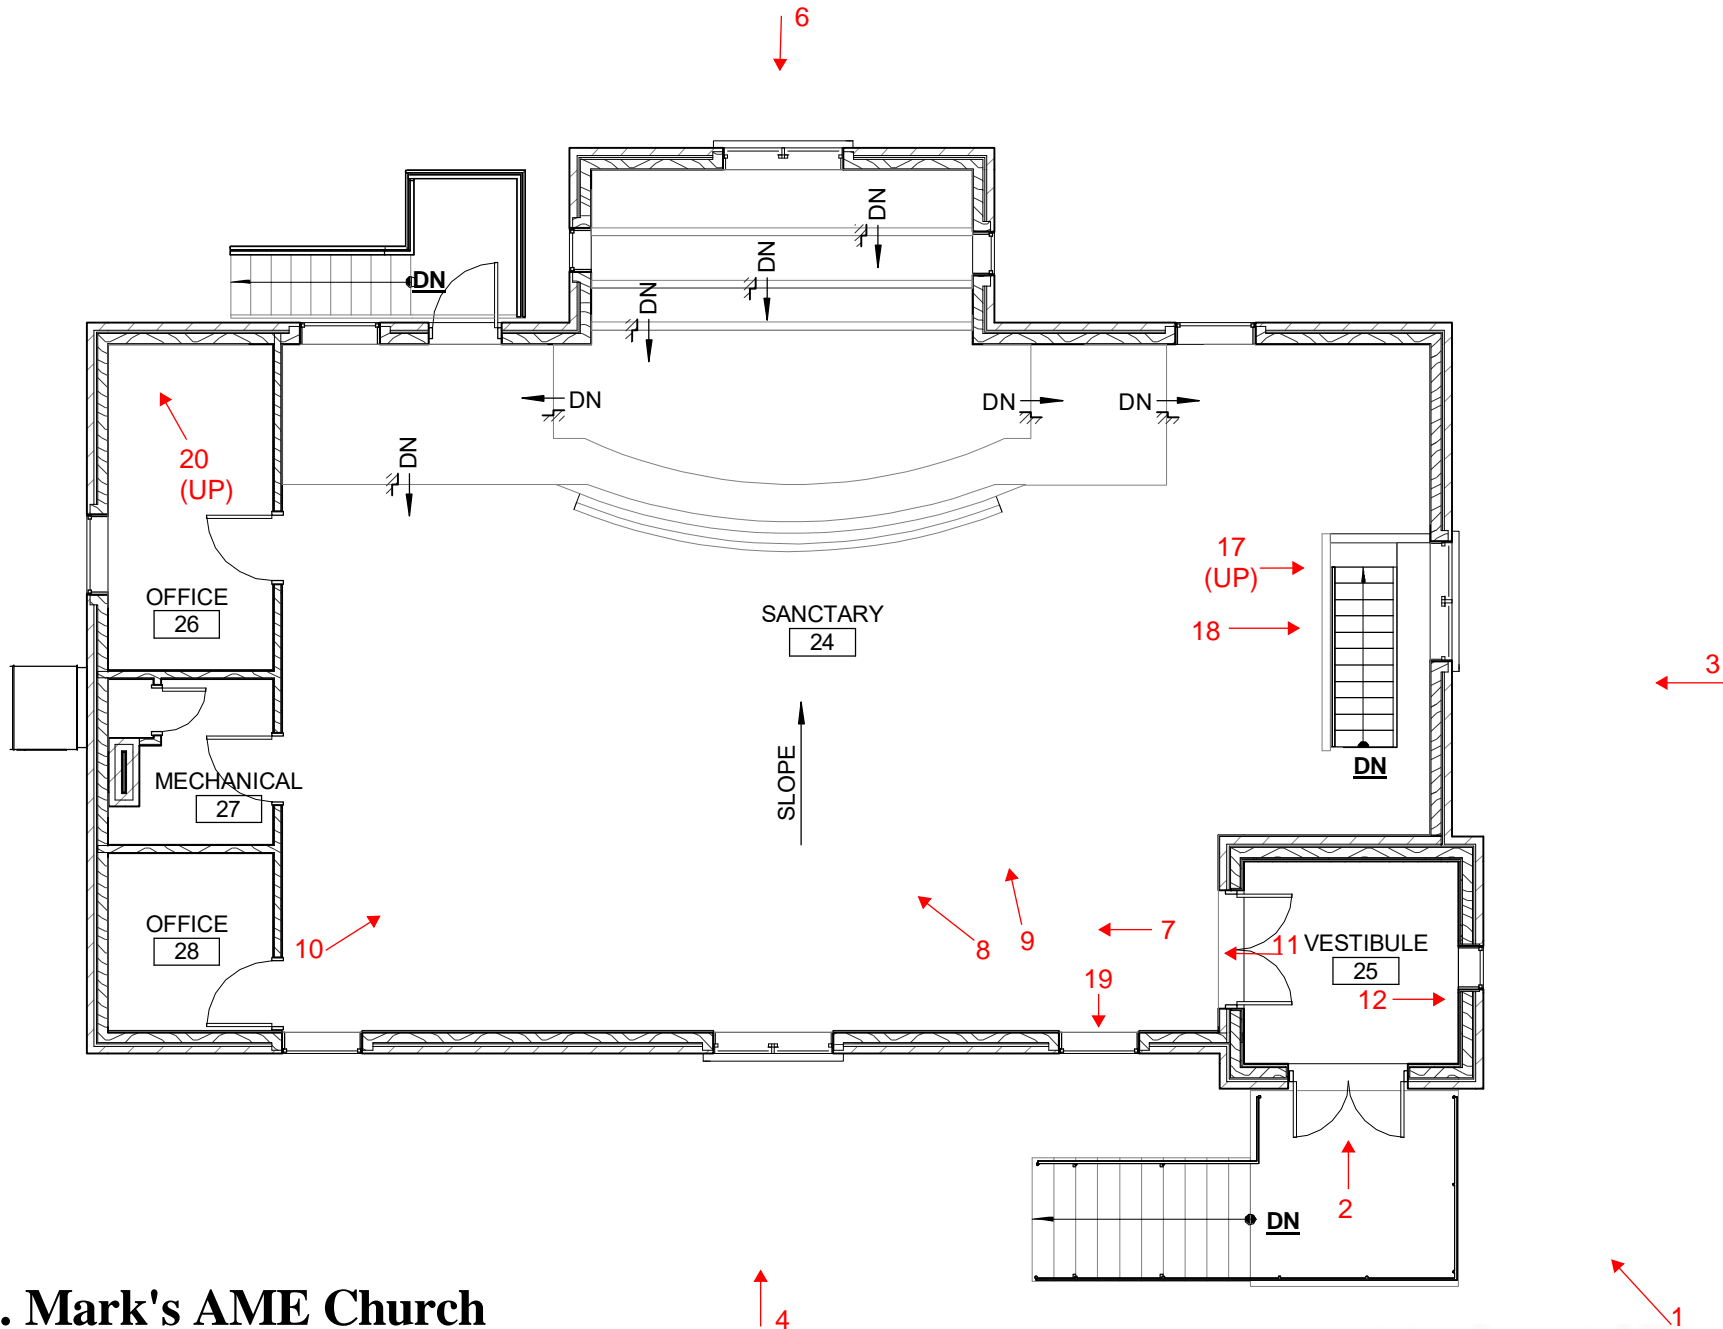 6
DN
DN
DN
DN
DN
DN
DN
DN
20
(UP)
17
(UP)
OFFICE
26
SANCTARY
24
18
3
SLOPE
DN
MECHANICAL
27
OFFICE
28
10
8
9
7
11
VESTIBULE
25
19
12
2
DN
. Mark's AME Church
4
1